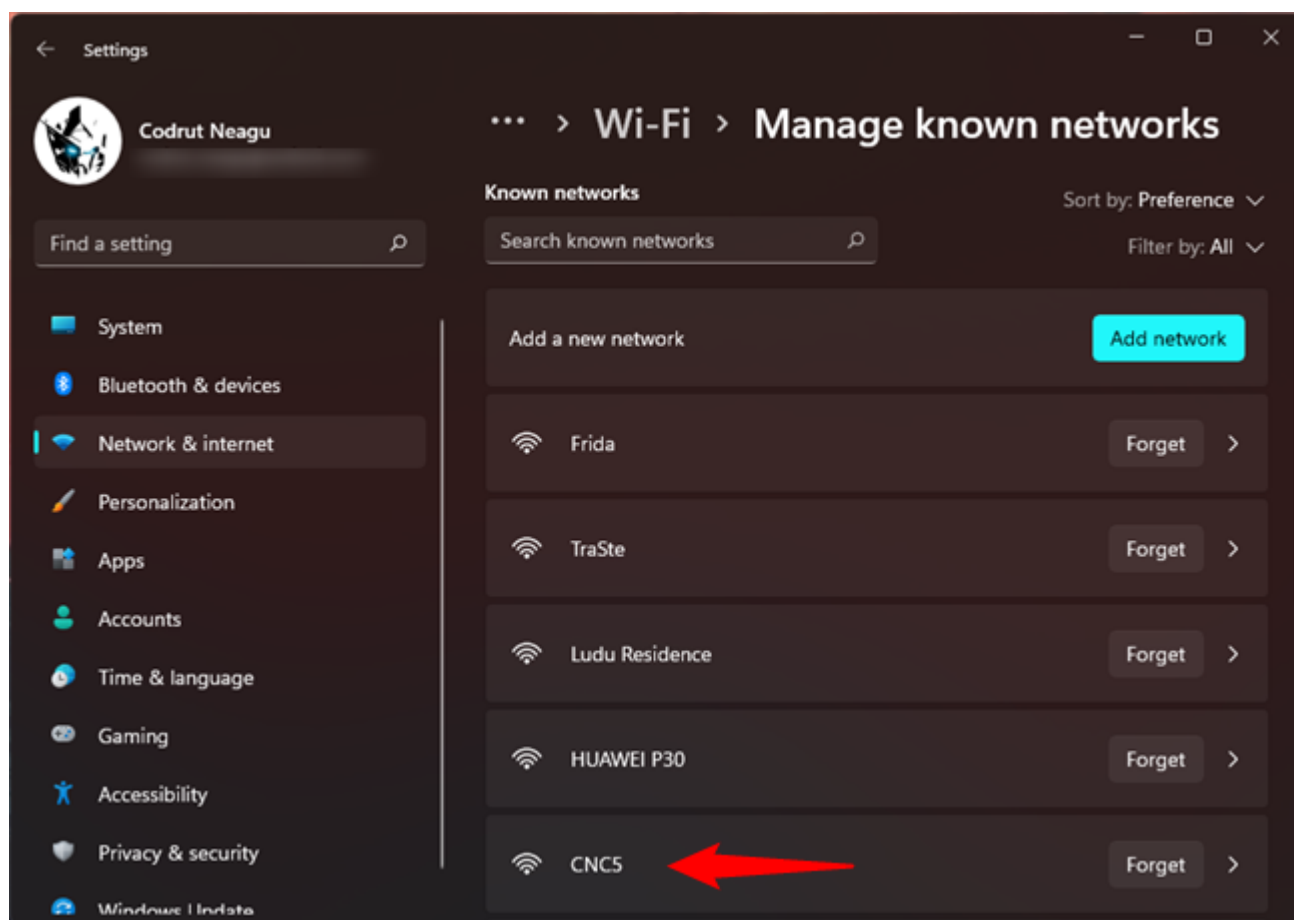 Settings
Codrut Neagu
··· > Wi-Fi > Manage known networks
Known networks
Sort by: Preference
Find a setting
Search known networks
Filter by: All
System
Bluetooth & devices
Network & internet
Personalization
Apps
Accounts
Time & language
Gaming
Accessibility
Privacy & security
Windows Update
Add a new network
Add network
Frida
Forget
TraSte
Forget
Ludu Residence
Forget
HUAWEI P30
Forget
CNC5
Forget